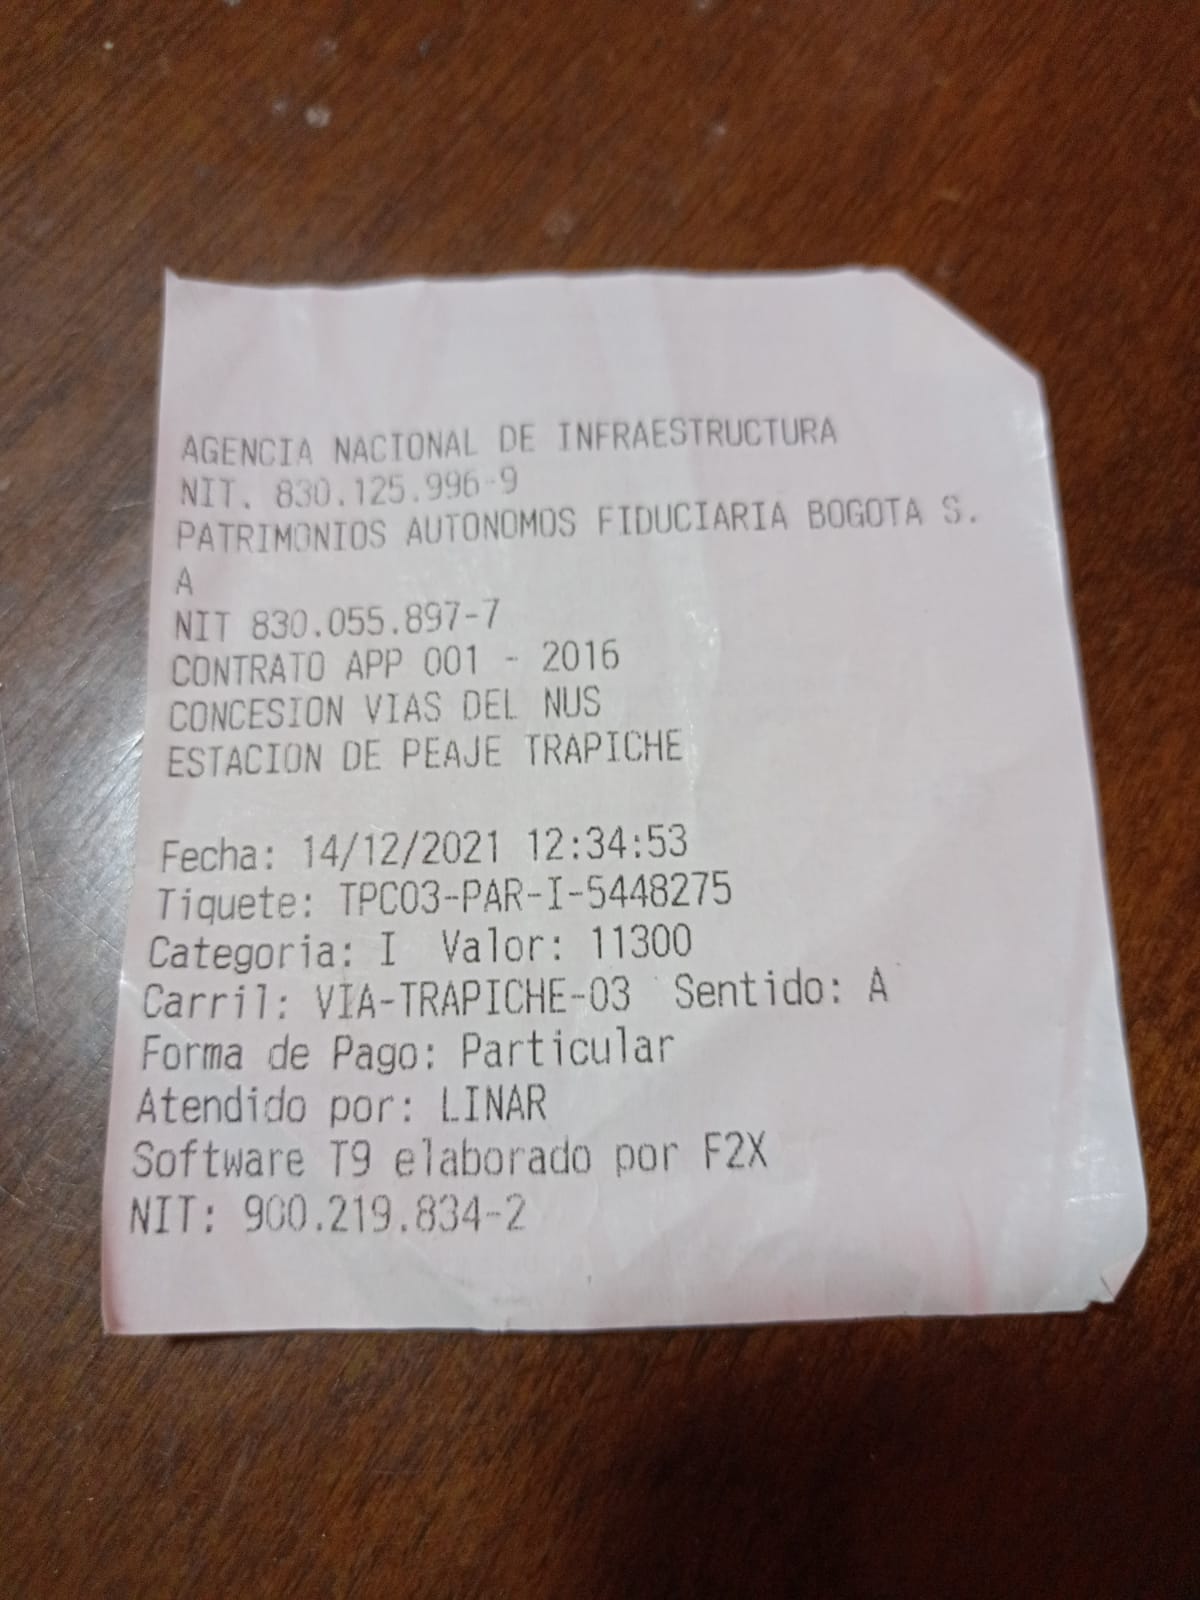 AGENCIA NACIONAL DE INFRAESTRUCTURA
NIT. 830.125.996-9
PATRIMONIOS AUTONOMOS FIDUCIARIA BOGOTA S.
A
NIT 830.055.897-7
CONTRATO APP 001 - 2016
CONCESION VIAS DEL NUS
ESTACION DE PEAJE TRAPICHE
Fecha: 14/12/2021 12:34:53
Tiquete: TPC03-PAR-I-5448275
Categoria: I Valor: 11300
Carril: VIA-TRAPICHE-03 Sentido: A
Forma de Pago: Particular
Atendido por: LINAR
Software T9 elaborado por F2X
NIT: 900.219.834-2